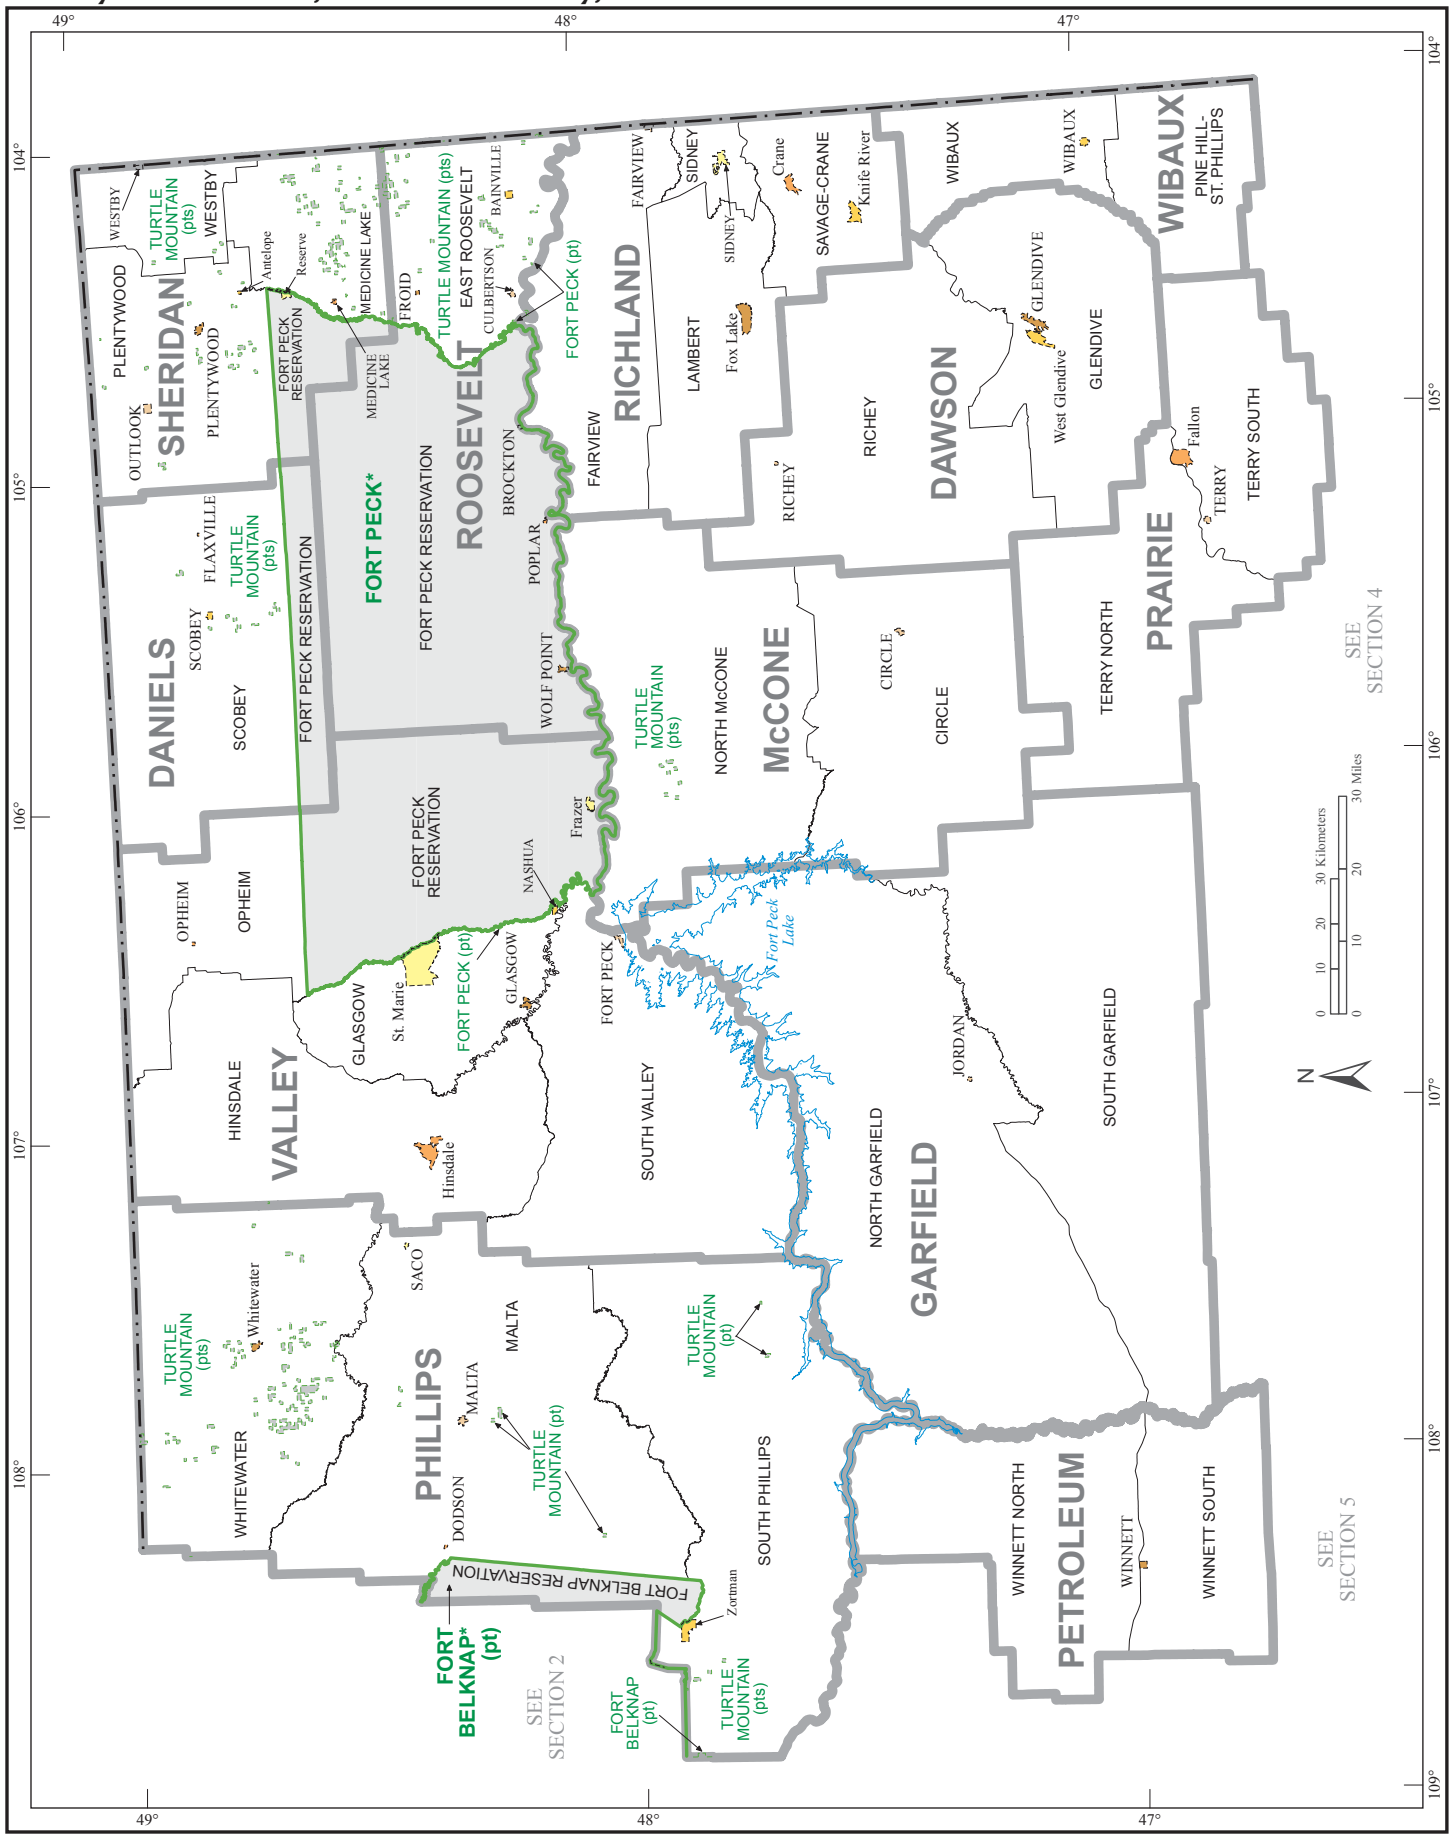 49°
48°
47°
104°
105°
106°
107°
108°
109°
104°
105°
106°
107°
108°
49°
48°
47°
WESTBY
TURTLE
MOUNTAIN
(pts)
WESTBY
PLENTYWOOD
SHERIDAN
OUTLOOK
PLENTYWOOD
Antelope
Reserve
MEDICINE LAKE
MEDICINE
LAKE
FORT PECK
RESERVATION
FROID
TURTLE MOUNTAIN (pts)
EAST ROOSEVELT
BAINVILLE
CULBERTSON
FORT PECK (pt)
ROOSEVELT
FORT PECK*
FORT PECK RESERVATION
BROCKTON
POPLAR
WOLF POINT
FAIRVIEW
SIDNEY
SIDNEY
RICHLAND
FAIRVIEW
LAMBERT
Fox Lake
Crane
SAVAGE-CRANE
Knife River
WIBAUX
WIBAUX
WIBAUX
PINE HILL-
ST. PHILLIPS
DANIELS
SCOBEY
FLAXVILLE
SCOBEY
TURTLE
MOUNTAIN
(pts)
FORT PECK RESERVATION
RICHEY
RICHEY
DAWSON
GLENDIVE
West Glendive
GLENDIVE
Fallon
TERRY
TERRY SOUTH
PRAIRIE
TERRY NORTH
SEE
SECTION 4
TURTLE
MOUNTAIN
(pts)
NORTH McCONE
McCONE
CIRCLE
CIRCLE
OPHEIM
OPHEIM
FORT PECK
RESERVATION
Frazer
NASHUA
GLASGOW
St. Marie
FORT PECK (pt)
GLASGOW
FORT PECK
Fort Peck
Lake
HINSDALE
VALLEY
Hinsdale
SOUTH VALLEY
JORDAN
NORTH GARFIELD
GARFIELD
SOUTH GARFIELD
0 10 20 30 Kilometers
0 10 20 30 Miles
N
TURTLE
MOUNTAIN
(pts)
Whitewater
WHITEWATER
SACO
MALTA
PHILLIPS
MALTA
DODSON
TURTLE
MOUNTAIN (pt)
TURTLE
MOUNTAIN
(pt)
SOUTH PHILLIPS
FORT BELKNAP RESERVATION
FORT
BELKNAP*
(pt)
Zortman
SEE
SECTION 2
FORT
BELKNAP
(pt)
TURTLE
MOUNTAIN
(pts)
WINNETT NORTH
PETROLEUM
WINNETT
WINNETT SOUTH
SEE
SECTION 5